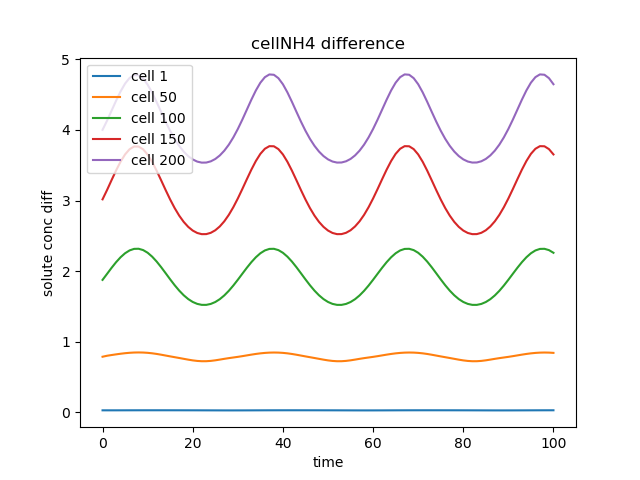 cellNH4 difference
cell 1
cell 50
cell 100
cell 150
cell 200
solute conc diff
5
4
3
2
1
0
0 20 40 60 80 100
time